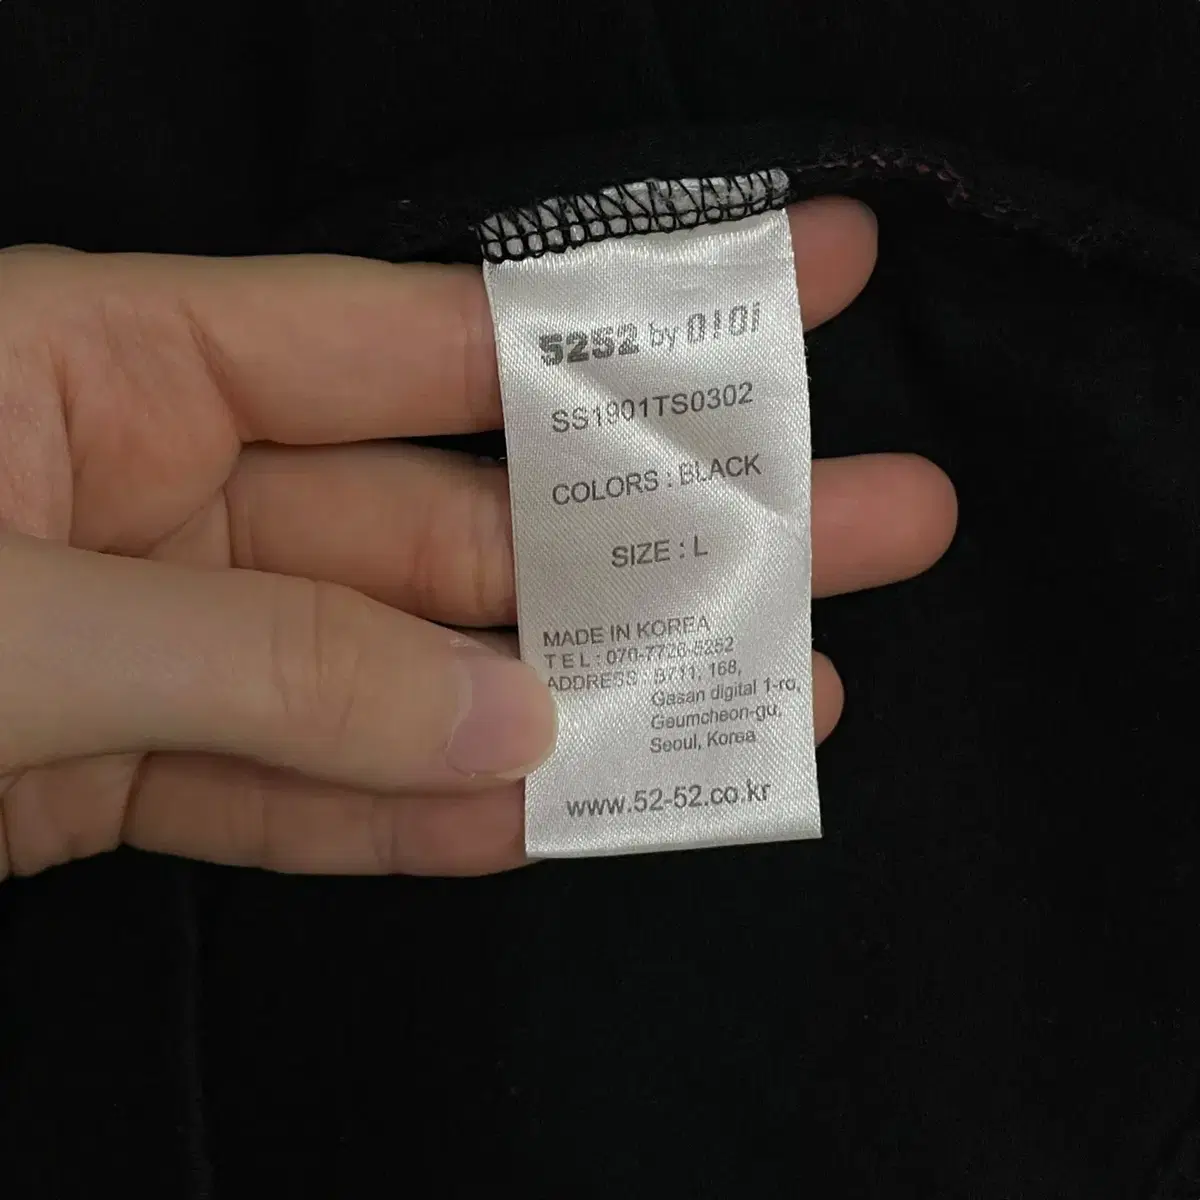 5252 by O!Oi
SS1901TS0302
COLORS : BLACK
SIZE : L
MADE IN KOREA
TEL : 070-7726-5252
ADDRESS : B711, 168,
Gasan digital 1-ro,
Geumcheon-gu,
Seoul, Korea
www.52-52.co.kr